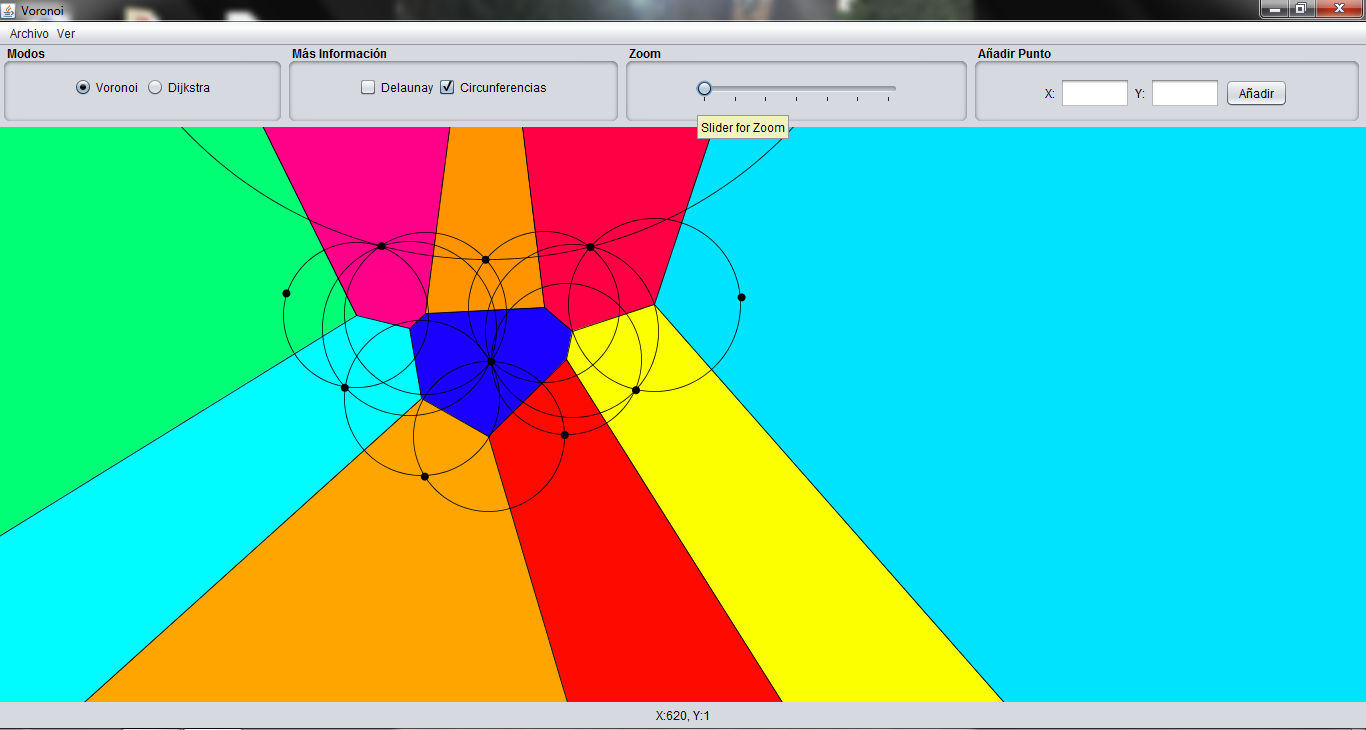 Voronoi
Archivo Ver
Modos
Más Información
Zoom
Añadir Punto
Voronoi Dijkstra
Delaunay Circunferencias
X: Y: Añadir
Slider for Zoom
X:620, Y:1